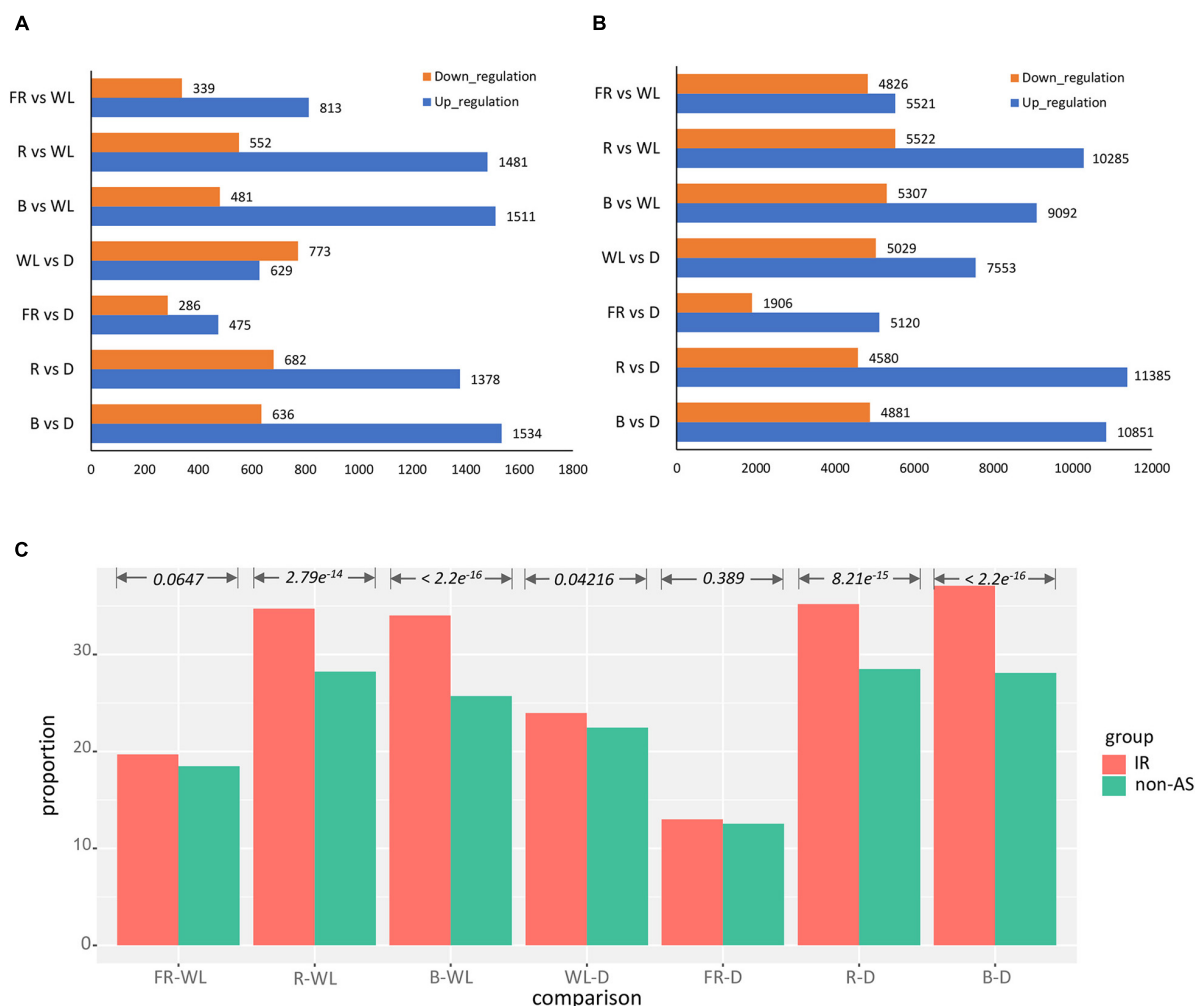 A
Down_regulation
Up_regulation
FR vs WL
339
813
R vs WL
552
1481
B vs WL
481
1511
WL vs D
773
629
FR vs D
286
475
R vs D
682
1378
B vs D
636
1534
0 200 400 600 800 1000 1200 1400 1600 1800
B
Down_regulation
Up_regulation
FR vs WL
4826
5521
R vs WL
5522
10285
B vs WL
5307
9092
WL vs D
5029
7553
FR vs D
1906
5120
R vs D
4580
11385
B vs D
4881
10851
0 2000 4000 6000 8000 10000 12000
C
0.0647 2.79e⁻¹⁴ < 2.2e⁻¹⁶ 0.04216 0.389 8.21e⁻¹⁵ < 2.2e⁻¹⁶
30
20
10
0
proportion
FR-WL R-WL B-WL WL-D FR-D R-D B-D
comparison
group
IR
non-AS